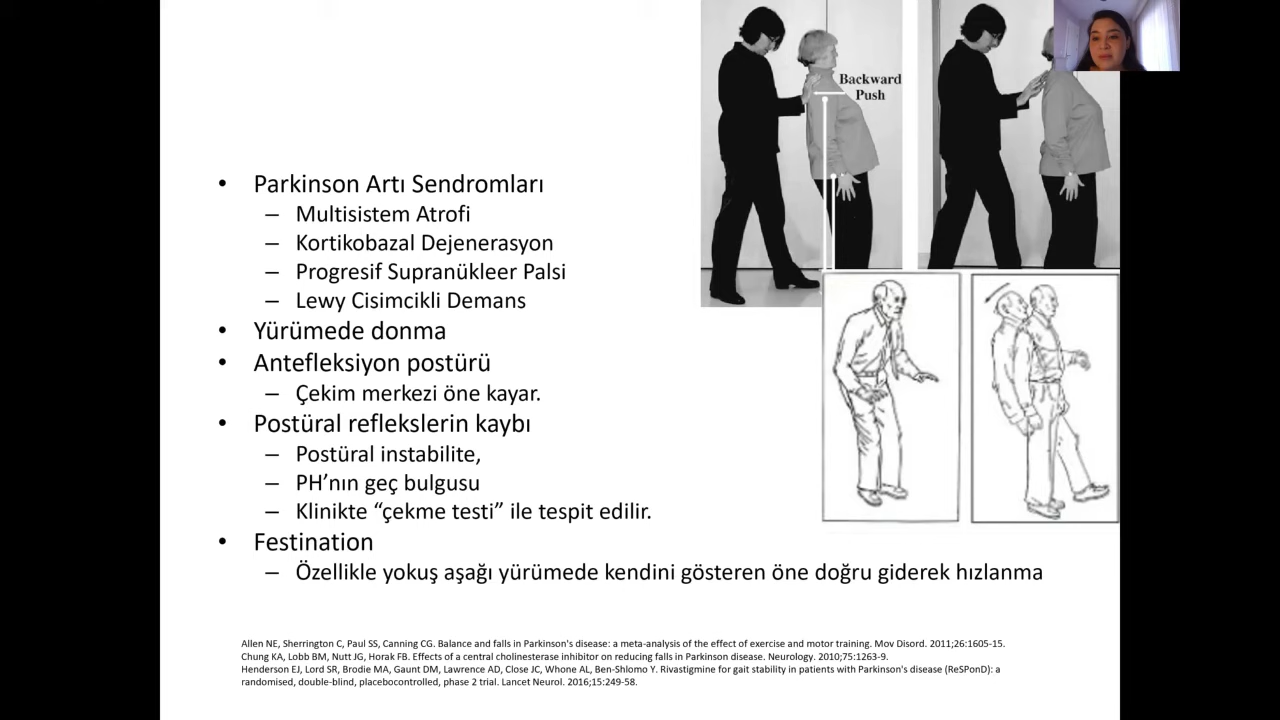 Backward
Push
• Parkinson Artı Sendromları
– Multisistem Atrofi
– Kortikobazal Dejenerasyon
– Progresif Supranükleer Palsi
– Lewy Cisimcikli Demans
• Yürümede donma
• Antefleksiyon postürü
– Çekim merkezi öne kayar.
• Postüral reflekslerin kaybı
– Postüral instabilite,
– PH’nın geç bulgusu
– Klinikte “çekme testi” ile tespit edilir.
• Festination
– Özellikle yokuş aşağı yürümede kendini gösteren öne doğru giderek hızlanma
Allen NE, Sherrington C, Paul SS, Canning CG. Balance and falls in Parkinson's disease: a meta-analysis of the effect of exercise and motor training. Mov Disord. 2011;26:1605-15.
Chung KA, Lobb BM, Nutt JG, Horak FB. Effects of a central cholinesterase inhibitor on reducing falls in Parkinson disease. Neurology. 2010;75:1263-9.
Henderson EJ, Lord SR, Brodie MA, Gaunt DM, Lawrence AD, Close JC, Whone AL, Ben-Shlomo Y. Rivastigmine for gait stability in patients with Parkinson's disease (ReSPonD): a
randomised, double-blind, placebocontrolled, phase 2 trial. Lancet Neurol. 2016;15:249-58.